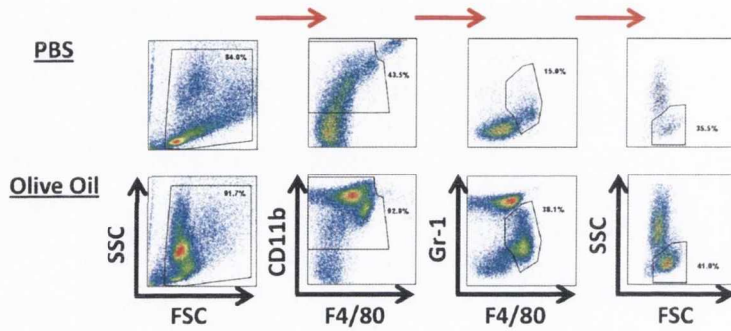 PBS
84.0%
43.5%
15.0%
35.5%
Olive Oil
91.7%
92.9%
38.1%
41.0%
SSC
CD11b
Gr-1
SSC
FSC
F4/80
F4/80
FSC